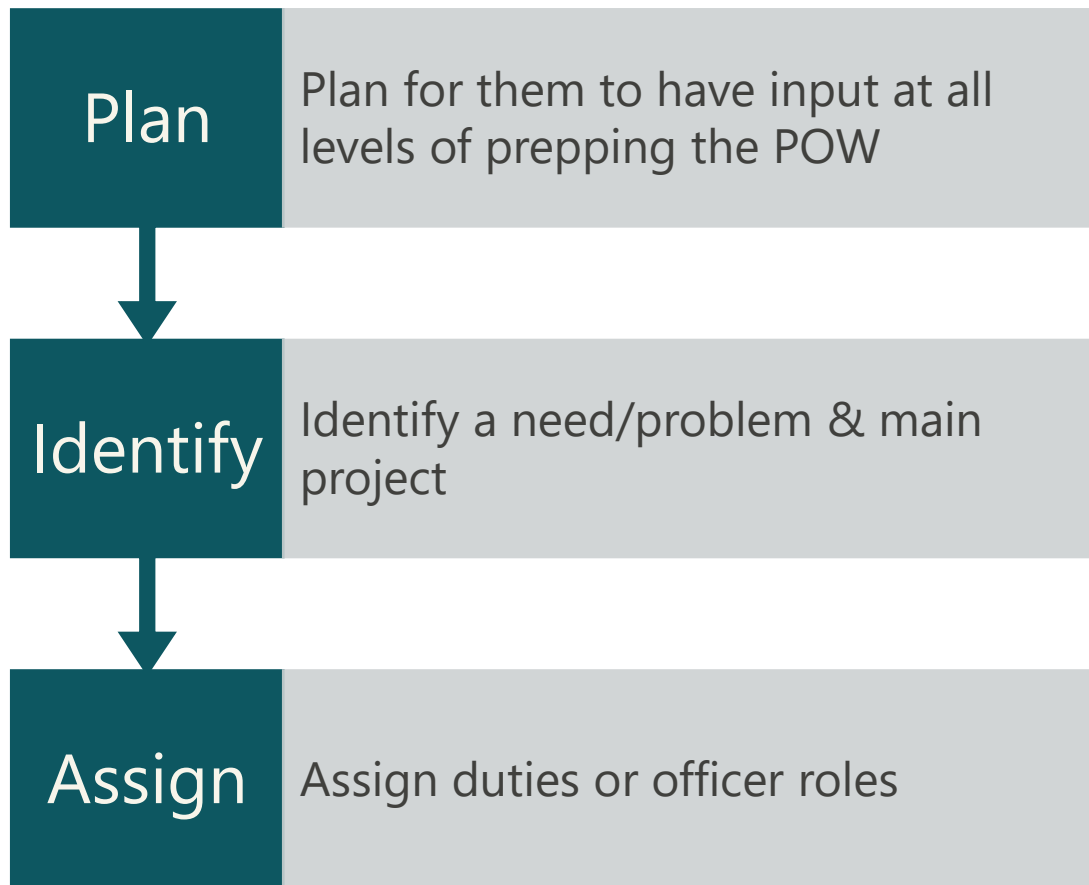 Plan
Plan for them to have input at all
levels of prepping the POW
Identify
Identify a need/problem & main
project
Assign
Assign duties or officer roles